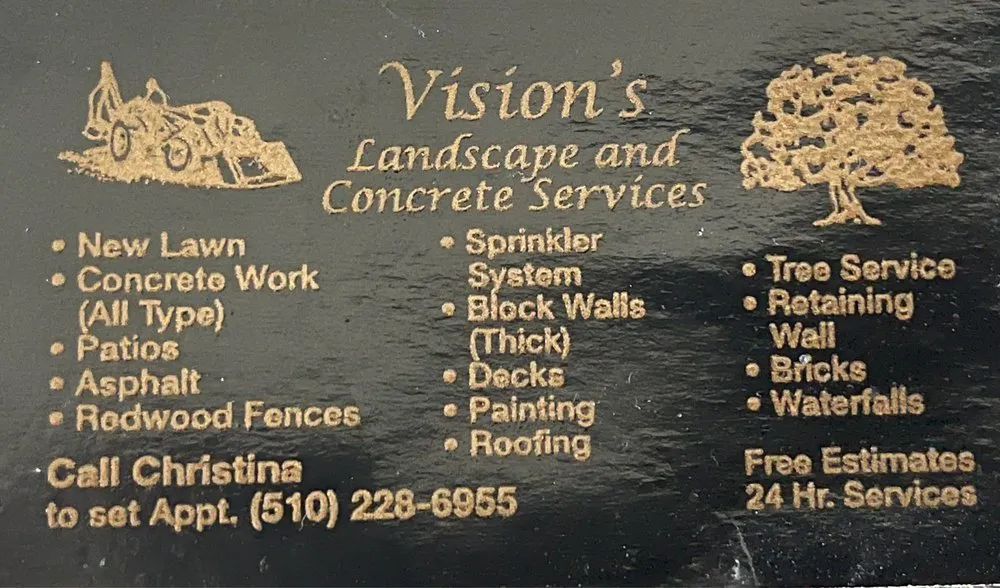 Vision's
Landscape and
Concrete Services
• New Lawn
• Concrete Work
(All Type)
• Patios
• Asphalt
• Redwood Fences
• Sprinkler
System
• Block Walls
(Thick)
• Decks
• Painting
• Roofing
• Tree Service
• Retaining
Wall
• Bricks
• Waterfalls
Call Christina
to set Appt. (510) 228-6955
Free Estimates
24 Hr. Services